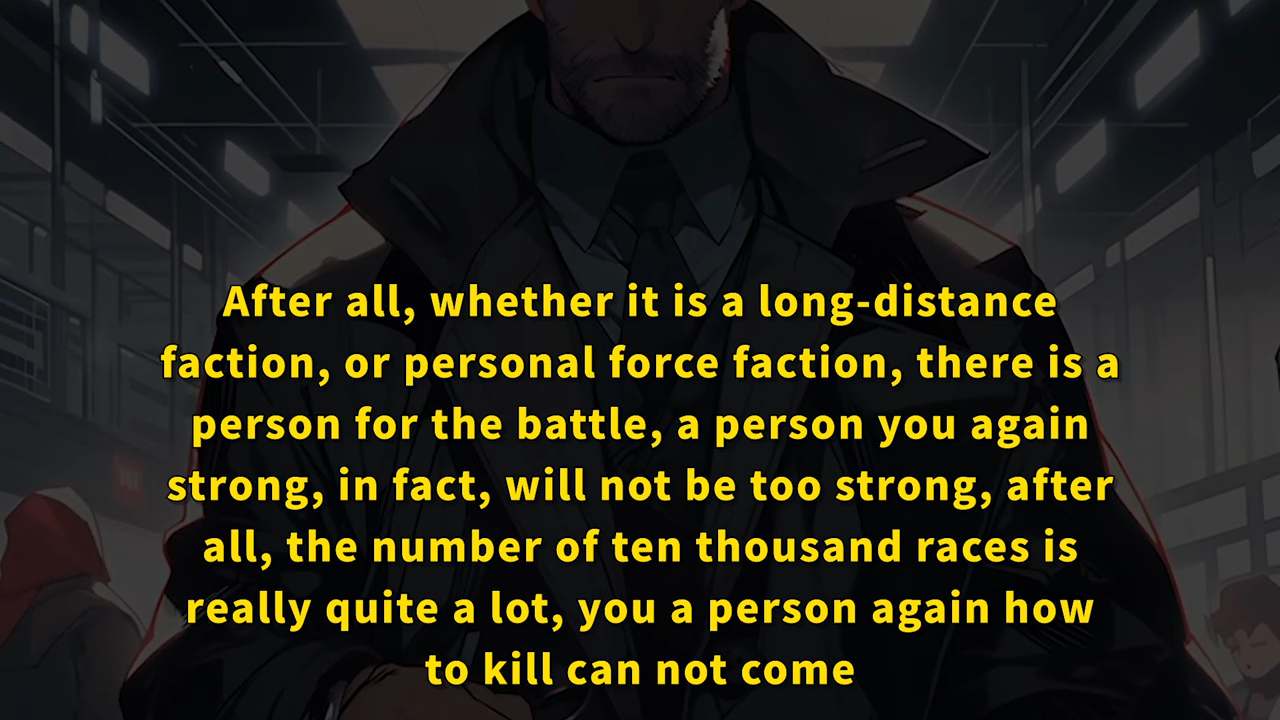 After all, whether it is a long-distance
faction, or personal force faction, there is a
person for the battle, a person you again
strong, in fact, will not be too strong, after
all, the number of ten thousand races is
really quite a lot, you a person again how
to kill can not come